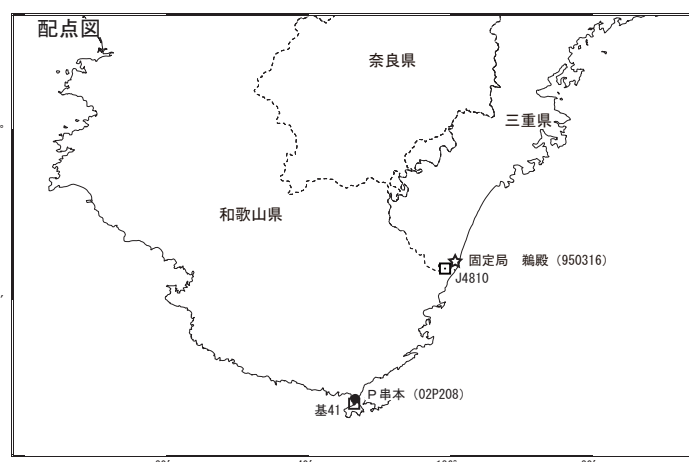 配点図
奈良県
三重県
和歌山県
固定局 鵜殿 (950316)
J4810
P串本 (02P208)
基41